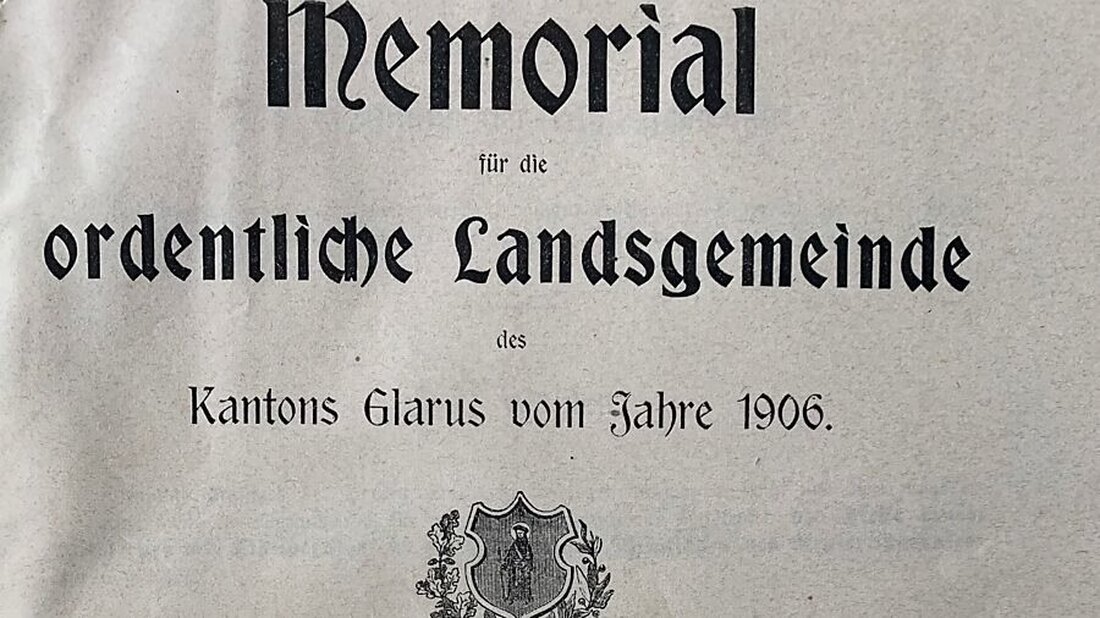 Memorial
für die
ordentliche Landsgemeinde
des
Kantons Glarus vom Jahre 1906.